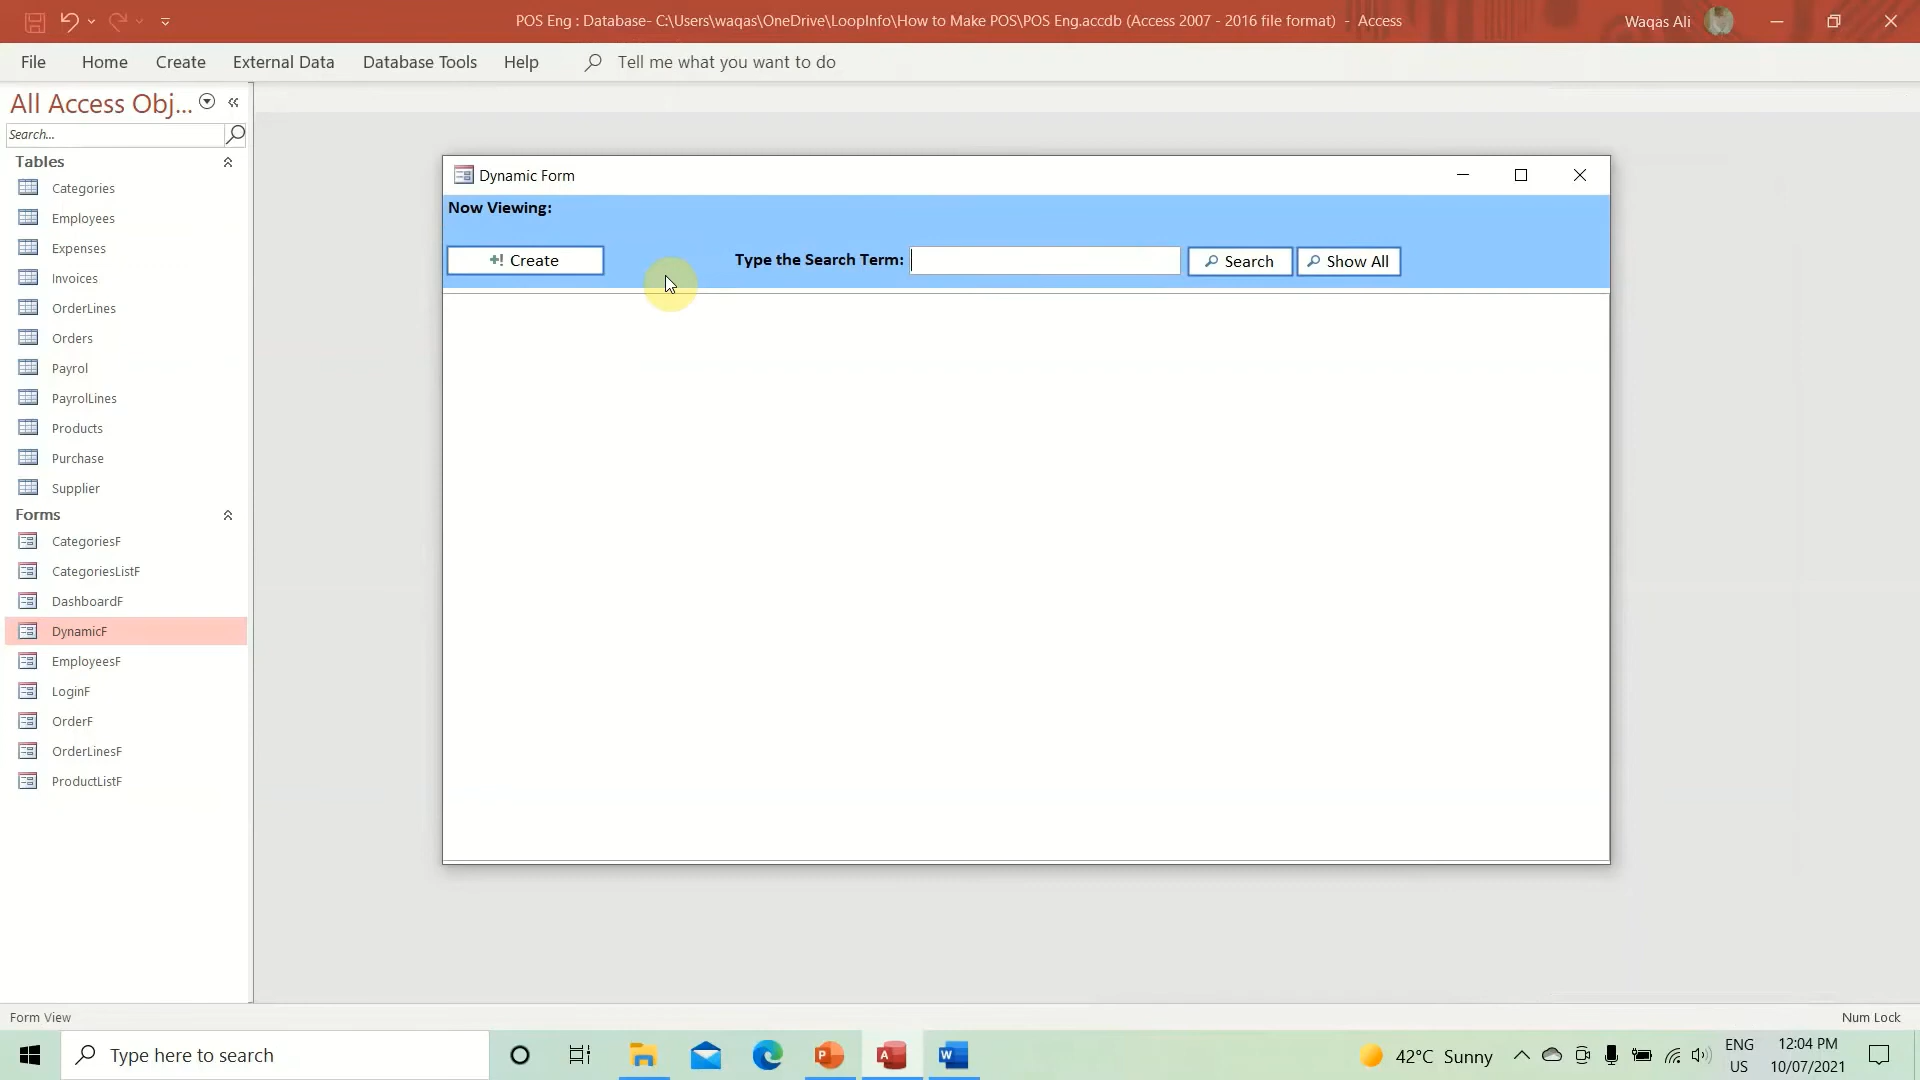 POS Eng : Database- C:\Users\waqas\OneDrive\LoopInfo\How to Make POS\POS Eng.accdb (Access 2007 - 2016 file format) - Access
Waqas Ali
File Home Create External Data Database Tools Help Tell me what you want to do
All Access Obj...
Search...
Tables
Categories
Employees
Expenses
Invoices
OrderLines
Orders
Payrol
PayrolLines
Products
Purchase
Supplier
Forms
CategoriesF
CategoriesListF
DashboardF
DynamicF
EmployeesF
LoginF
OrderF
OrderLinesF
ProductListF
Dynamic Form
Now Viewing:
Create Type the Search Term: Search Show All
Form View
Num Lock
Type here to search
42°C Sunny
ENG
US
12:04 PM
10/07/2021